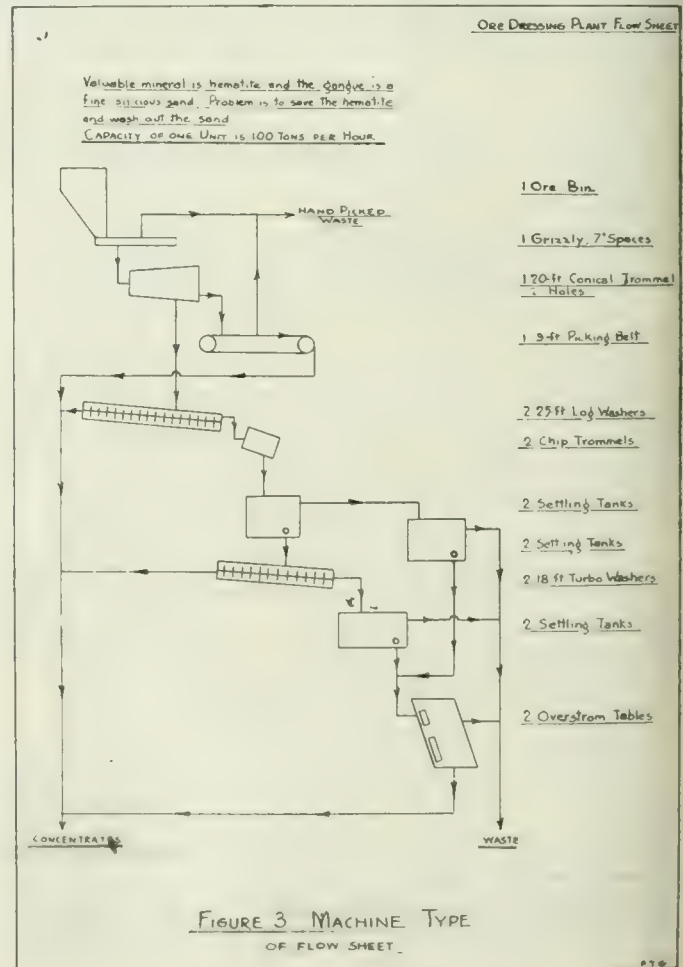 ORE DRESSING PLANT FLOW SHEET
Valuable mineral is hematite and the gangue is a
fine silicious sand. Problem is to save the hematite
and wash out the sand
CAPACITY OF ONE UNIT IS 100 TONS PER HOUR
HAND PICKED
WASTE
1 Ore Bin
1 Grizzly, 7" Spaces
1 20-ft Conical Trommel
Holes
1 9-ft Picking Belt
2 25 ft Log Washers
2 Chip Trommels
2 Settling Tanks
2 Settling Tanks
2 18 ft Turbo Washers
2 Settling Tanks
2 Overstrom Tables
CONCENTRATES
WASTE
FIGURE 3 MACHINE TYPE
OF FLOW SHEET